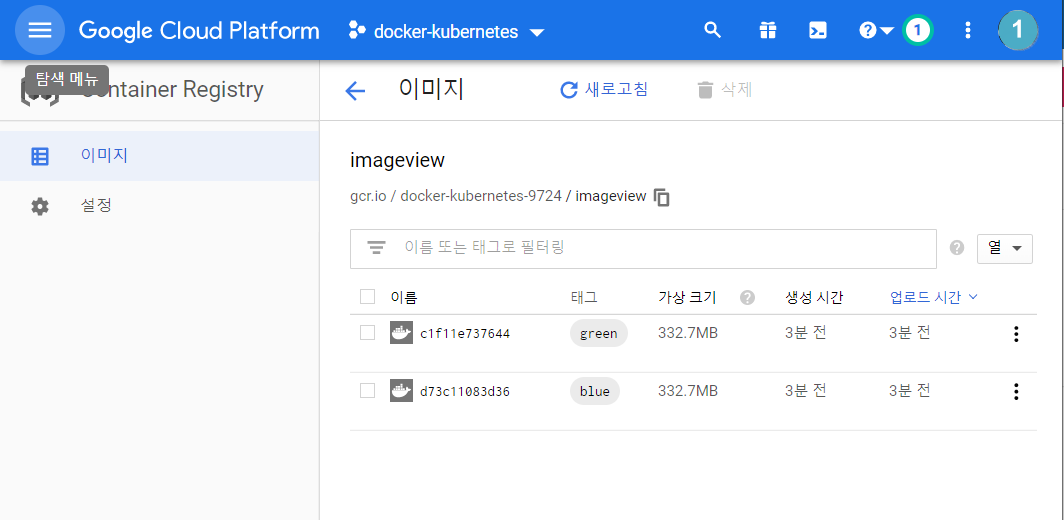 Google Cloud Platform docker-kubernetes 1 1
탐색 메뉴
Container Registry 이미지 새로고침 삭제
이미지
설정
imageview
gcr.io / docker-kubernetes-9724 / imageview
이름 또는 태그로 필터링 열
이름 태그 가상 크기 생성 시간 업로드 시간
c1f11e737644 green 332.7MB 3분 전 3분 전
d73c11083d36 blue 332.7MB 3분 전 3분 전